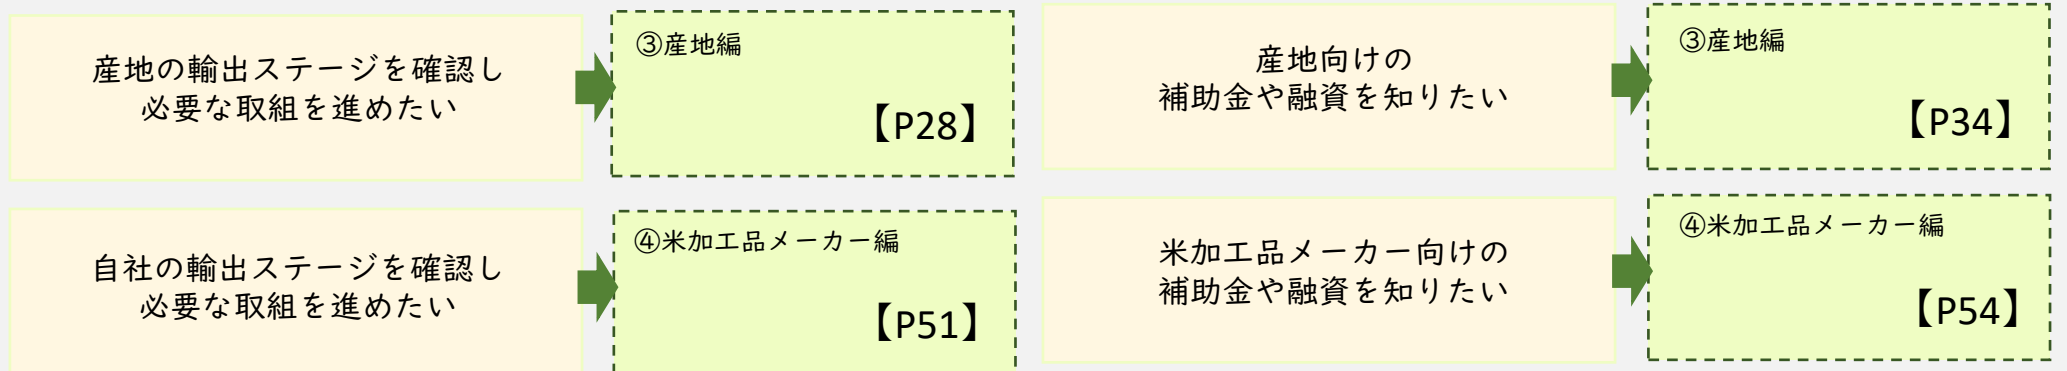 産地の輸出ステージを確認し
必要な取組を進めたい
③産地編
【P28】
産地向けの
補助金や融資を知りたい
③産地編
【P34】
自社の輸出ステージを確認し
必要な取組を進めたい
④米加工品メーカー編
【P51】
米加工品メーカー向けの
補助金や融資を知りたい
④米加工品メーカー編
【P54】